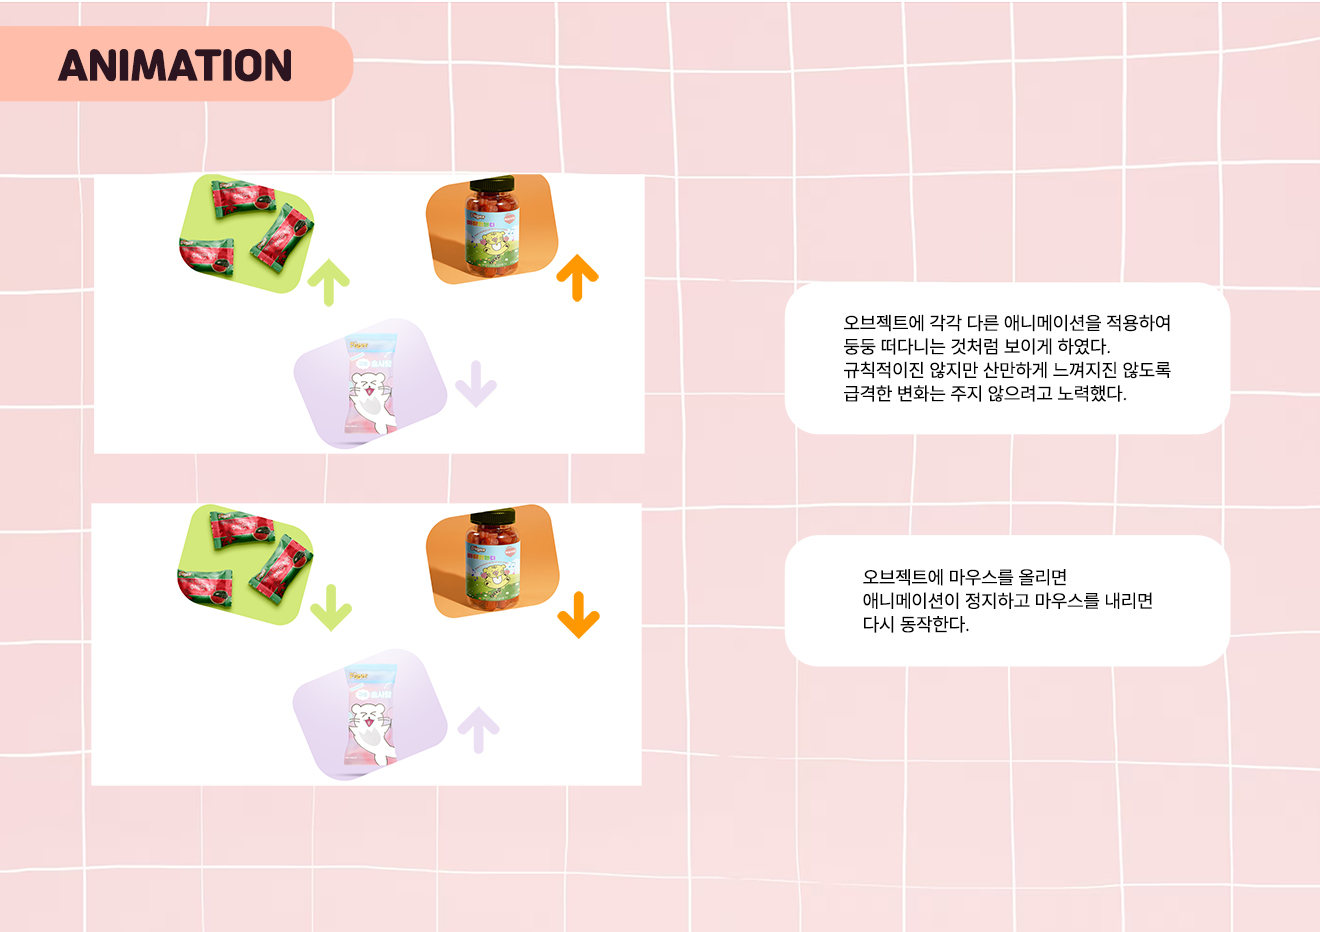 ANIMATION
오브젝트에 각각 다른 애니메이션을 적용하여
둥둥 떠다니는 것처럼 보이게 하였다.
규칙적이진 않지만 산만하게 느껴지진 않도록
급격한 변화는 주지 않으려고 노력했다.
오브젝트에 마우스를 올리면
애니메이션이 정지하고 마우스를 내리면
다시 동작한다.